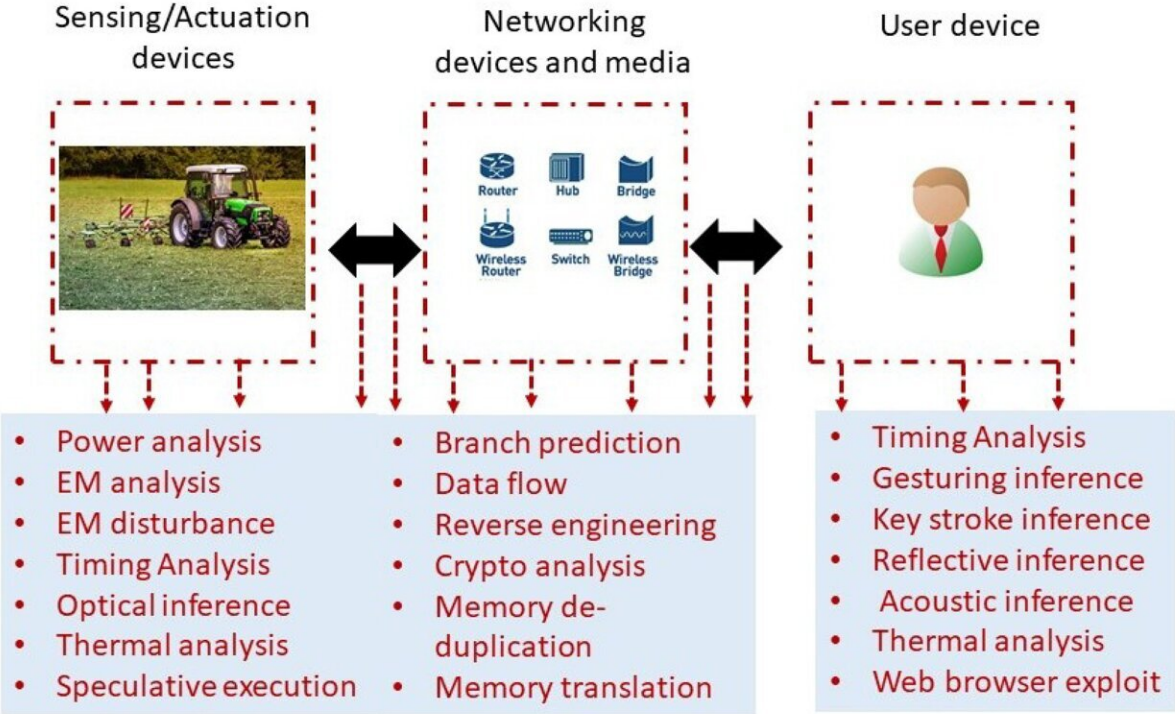 Sensing/Actuation
devices
Networking
devices and media
User device
Router
Hub
Bridge
Wireless
Router
Switch
Wireless
Bridge
• Power analysis
• EM analysis
• EM disturbance
• Timing Analysis
• Optical inference
• Thermal analysis
• Speculative execution
• Branch prediction
• Data flow
• Reverse engineering
• Crypto analysis
• Memory de-
duplication
• Memory translation
• Timing Analysis
• Gesturing inference
• Key stroke inference
• Reflective inference
• Acoustic inference
• Thermal analysis
• Web browser exploit